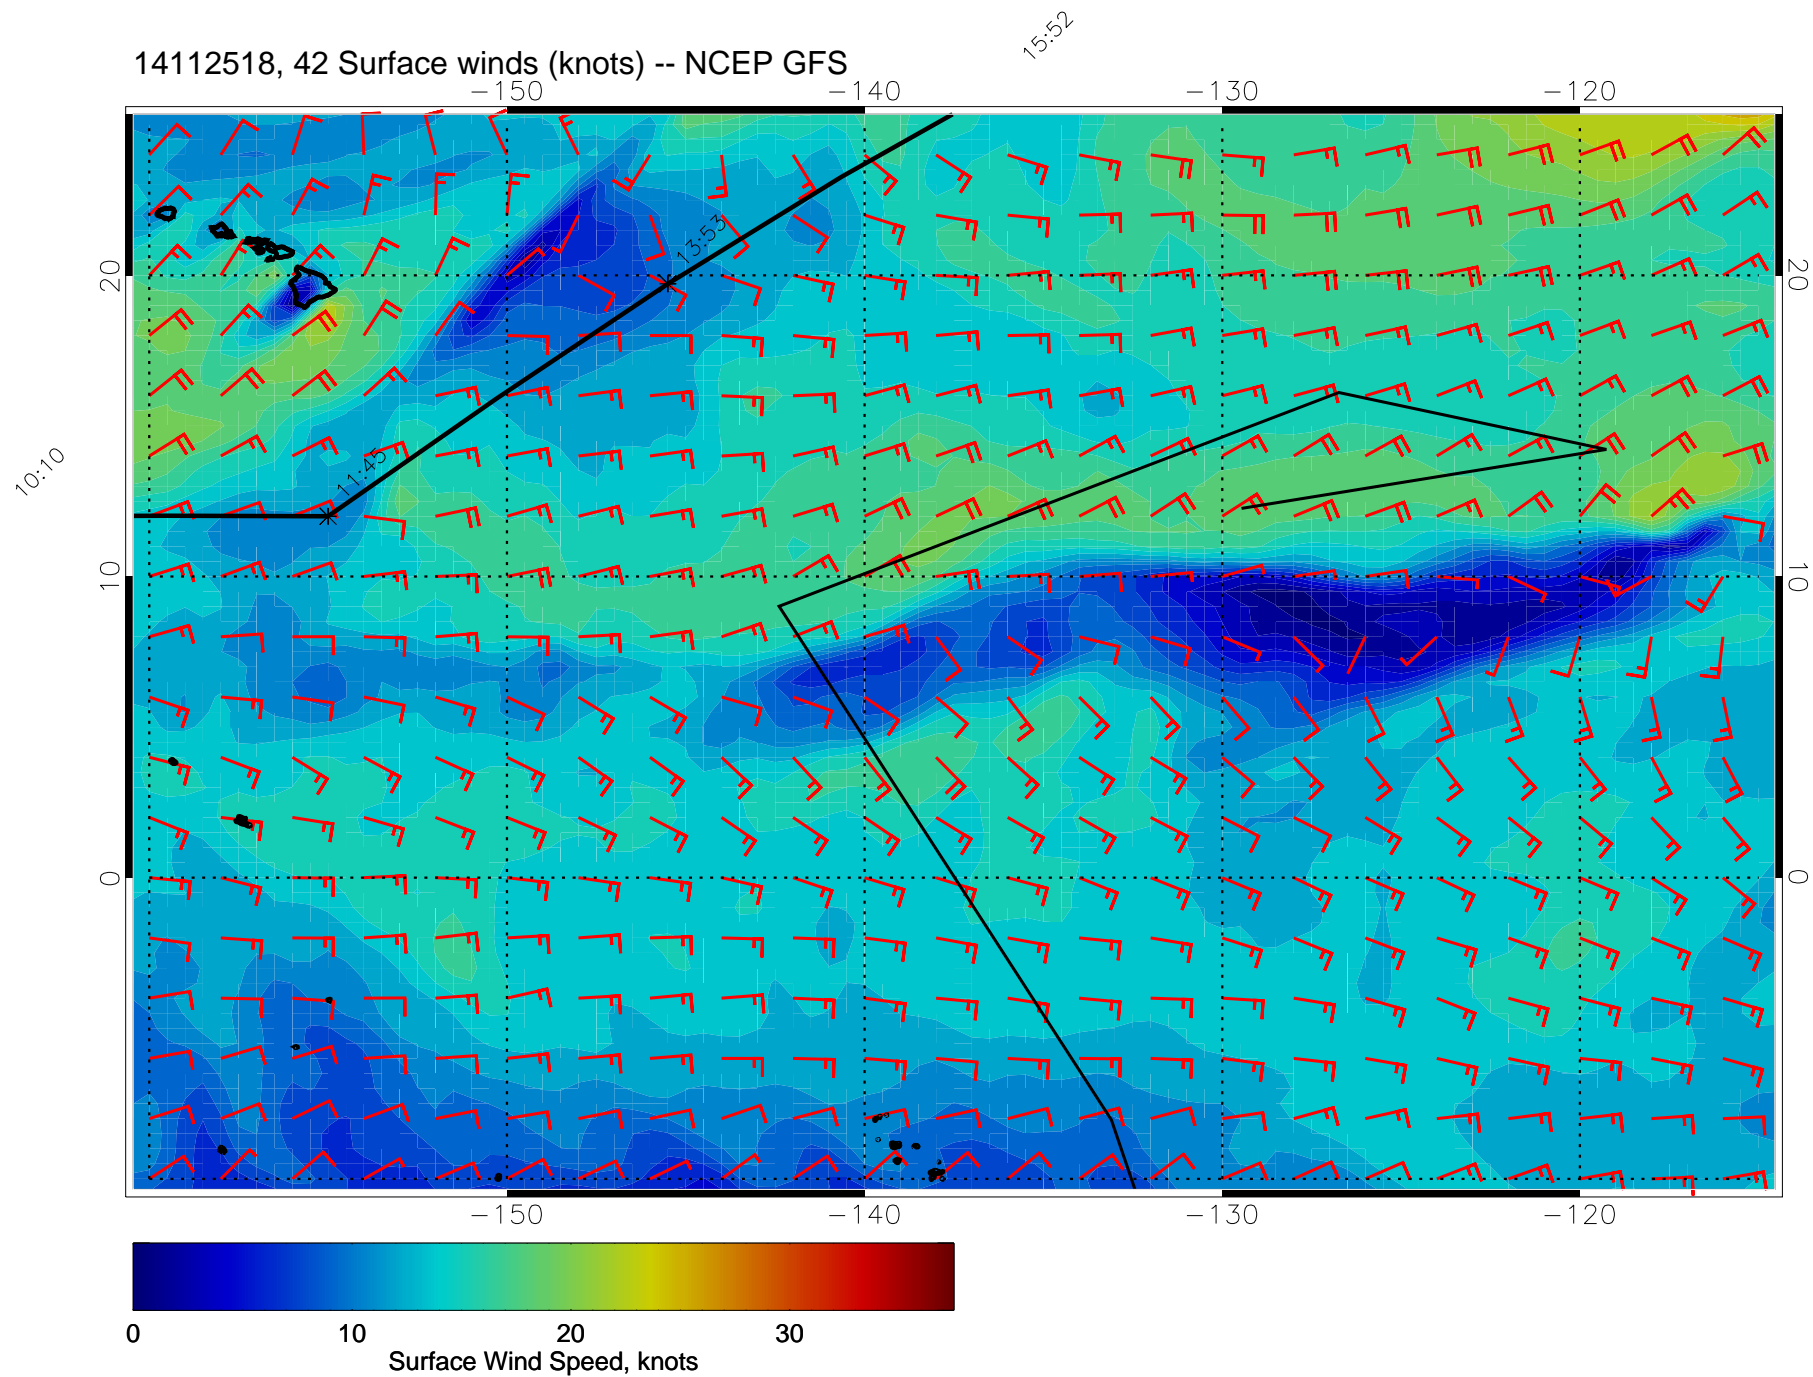 15:52
14112518, 42 Surface winds (knots) -- NCEP GFS
−150 −140 −130 −120
13:53
20 20
11:45
10:10
10 10
0 0
−150 −140 −130 −120
0 10 20 30
Surface Wind Speed, knots